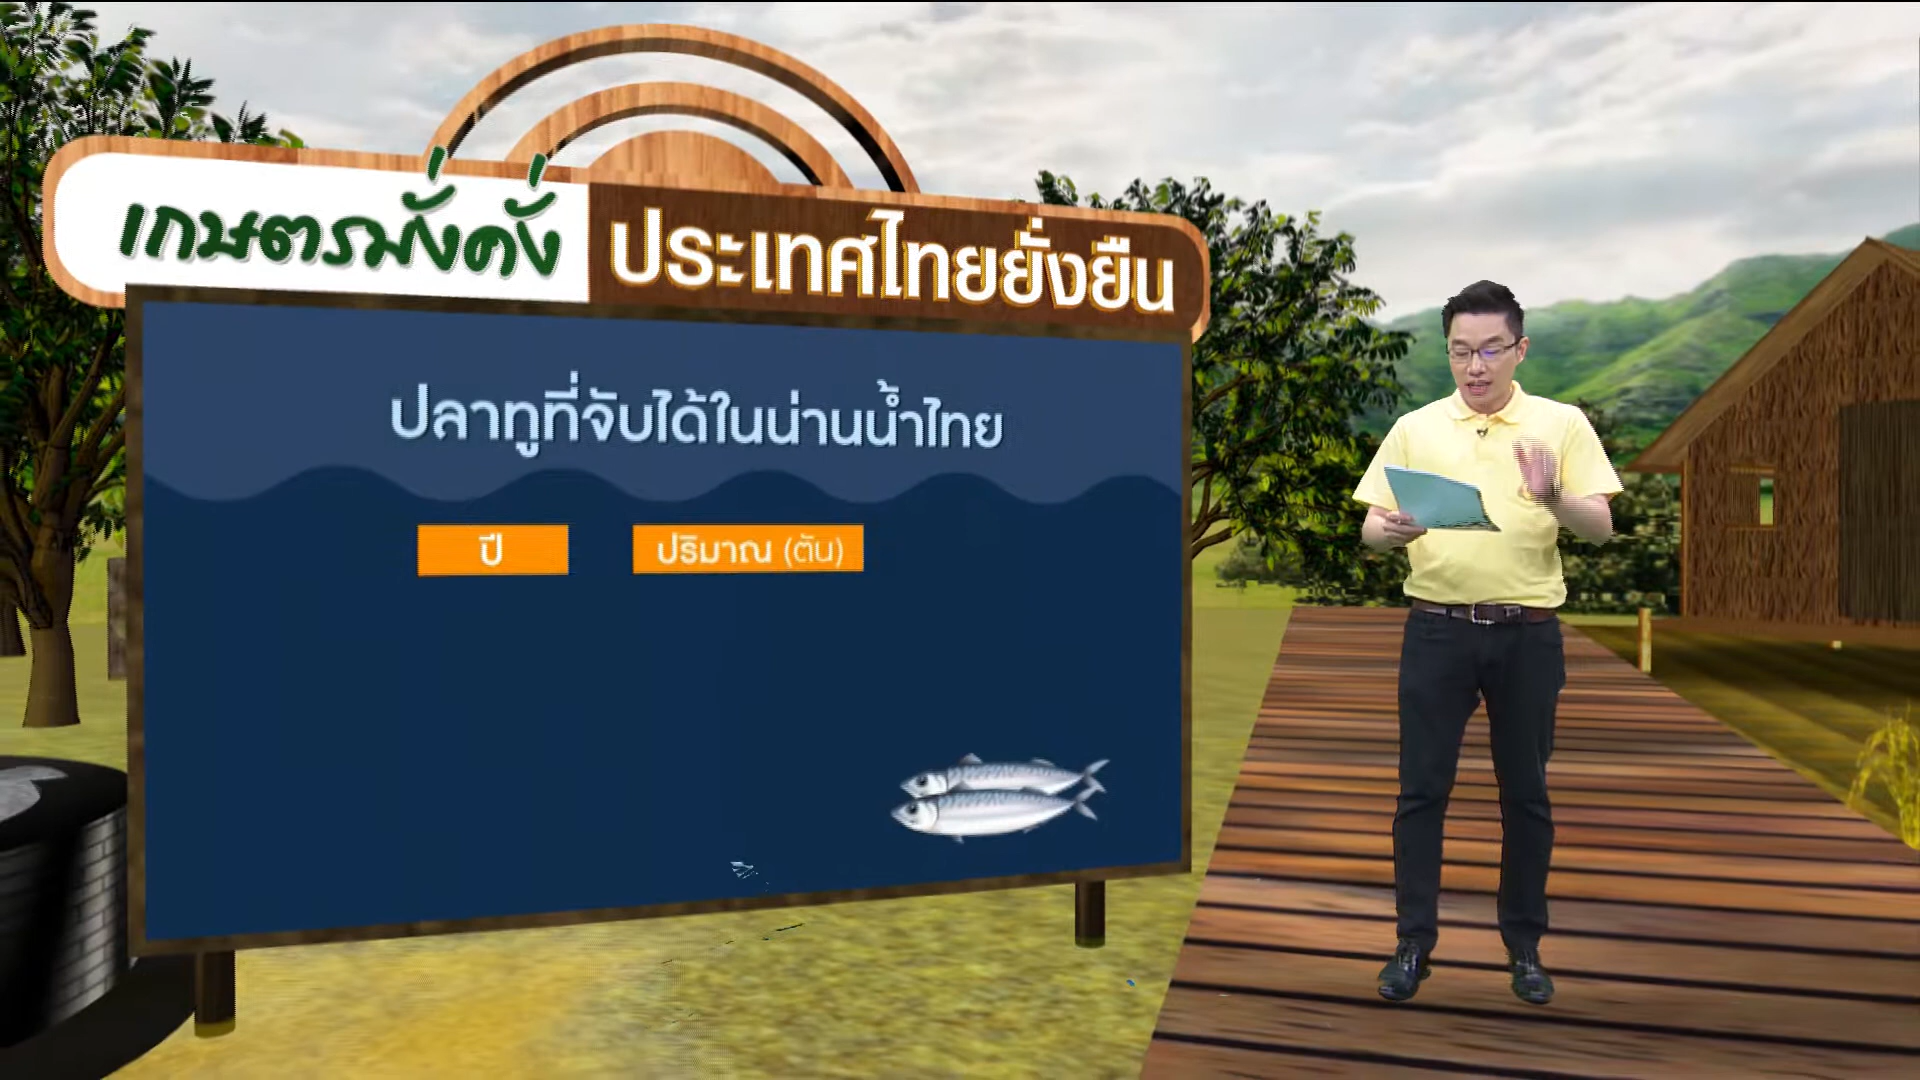 เกษตรมั่งคั่ง ประเทศไทยยั่งยืน
ปลาทูที่จับได้ในน่านน้ำไทย
ปี ปริมาณ (ตัน)